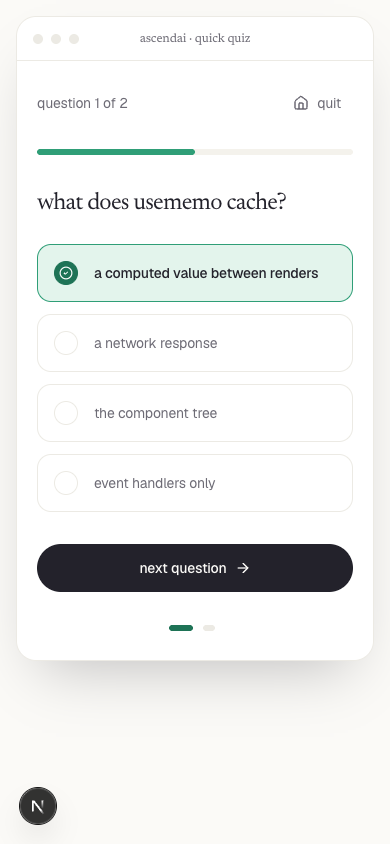 ascendai · quick quiz
question 1 of 2
quit
what does usememo cache?
a computed value between renders
a network response
the component tree
event handlers only
next question →
N